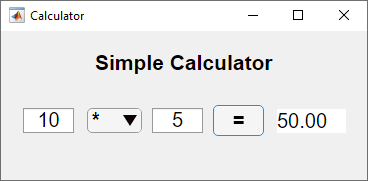 Calculator
Simple Calculator
10 * 5 = 50.00